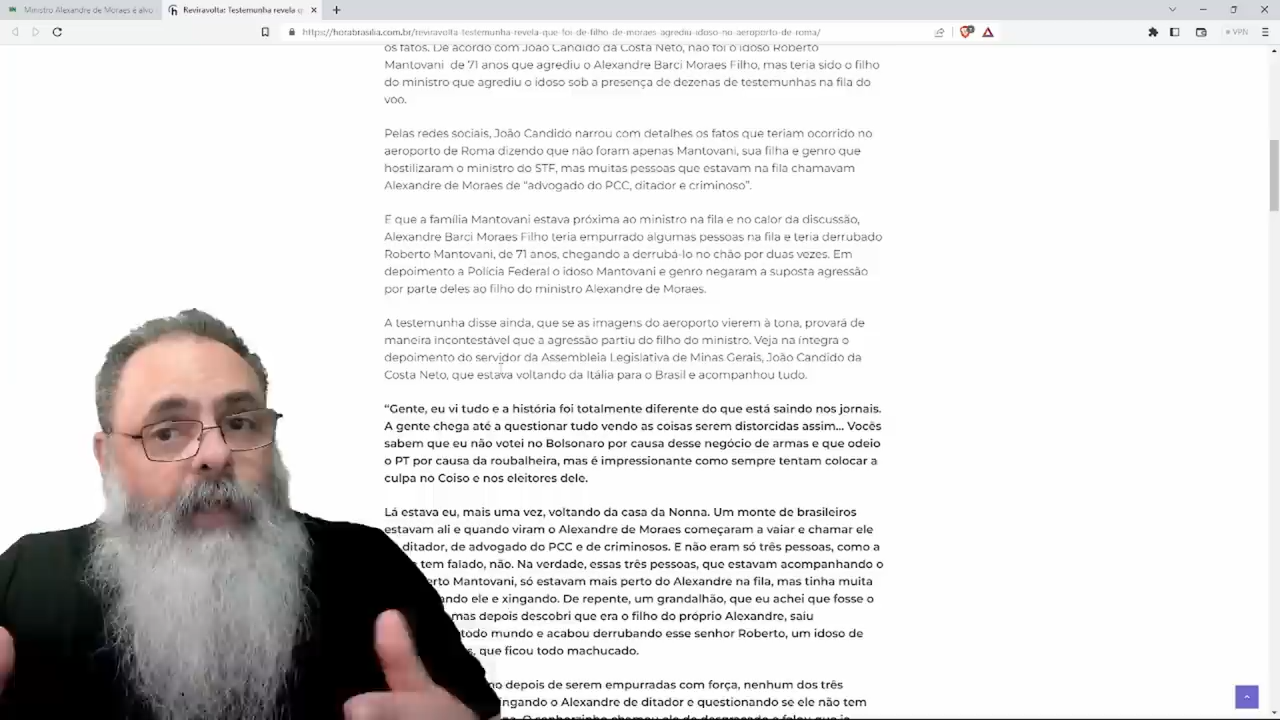 Ministro Alexandre de Moraes é alvo
Reviravolta: Testemunha revela q
https://horabrasilia.com.br/reviravolta-testemunha-revela-que-foi-de-filho-de-moraes-agrediu-idoso-no-aeroporto-de-roma/
VPN
os fatos. De acordo com João Candido da Costa Neto, não foi o idoso Roberto
Mantovani de 71 anos que agrediu o Alexandre Barci Moraes Filho, mas teria sido o filho
do ministro que agrediu o idoso sob a presença de dezenas de testemunhas na fila do
voo.
Pelas redes sociais, João Candido narrou com detalhes os fatos que teriam ocorrido no
aeroporto de Roma dizendo que não foram apenas Mantovani, sua filha e genro que
hostilizaram o ministro do STF, mas muitas pessoas que estavam na fila chamavam
Alexandre de Moraes de “advogado do PCC, ditador e criminoso”.
E que a família Mantovani estava próxima ao ministro na fila e no calor da discussão,
Alexandre Barci Moraes Filho teria empurrado algumas pessoas na fila e teria derrubado
Roberto Mantovani, de 71 anos, chegando a derrubá-lo no chão por duas vezes. Em
depoimento a Polícia Federal o idoso Mantovani e genro negaram a suposta agressão
por parte deles ao filho do ministro Alexandre de Moraes.
A testemunha disse ainda, que se as imagens do aeroporto vierem à tona, provará de
maneira incontestável que a agressão partiu do filho do ministro. Veja na íntegra o
depoimento do servidor da Assembleia Legislativa de Minas Gerais, João Candido da
Costa Neto, que estava voltando da Itália para o Brasil e acompanhou tudo.
“Gente, eu vi tudo e a história foi totalmente diferente do que está saindo nos jornais.
A gente chega até a questionar tudo vendo as coisas serem distorcidas assim... Vocês
sabem que eu não votei no Bolsonaro por causa desse negócio de armas e que odeio
o PT por causa da roubalheira, mas é impressionante como sempre tentam colocar a
culpa no Coiso e nos eleitores dele.
Lá estava eu, mais uma vez, voltando da casa da Nonna. Um monte de brasileiros
estavam ali e quando viram o Alexandre de Moraes começaram a vaiar e chamar ele
ditador, de advogado do PCC e de criminosos. E não eram só três pessoas, como a
tem falado, não. Na verdade, essas três pessoas, que estavam acompanhando o
Mantovani, só estavam mais perto do Alexandre na fila, mas tinha muita
ele e xingando. De repente, um grandalhão, que eu achei que fosse o
mas depois descobri que era o filho do próprio Alexandre, saiu
todo mundo e acabou derrubando esse senhor Roberto, um idoso de
que ficou todo machucado.
depois de serem empurradas com força, nenhum dos três
o Alexandre de ditador e questionando se ele não tem